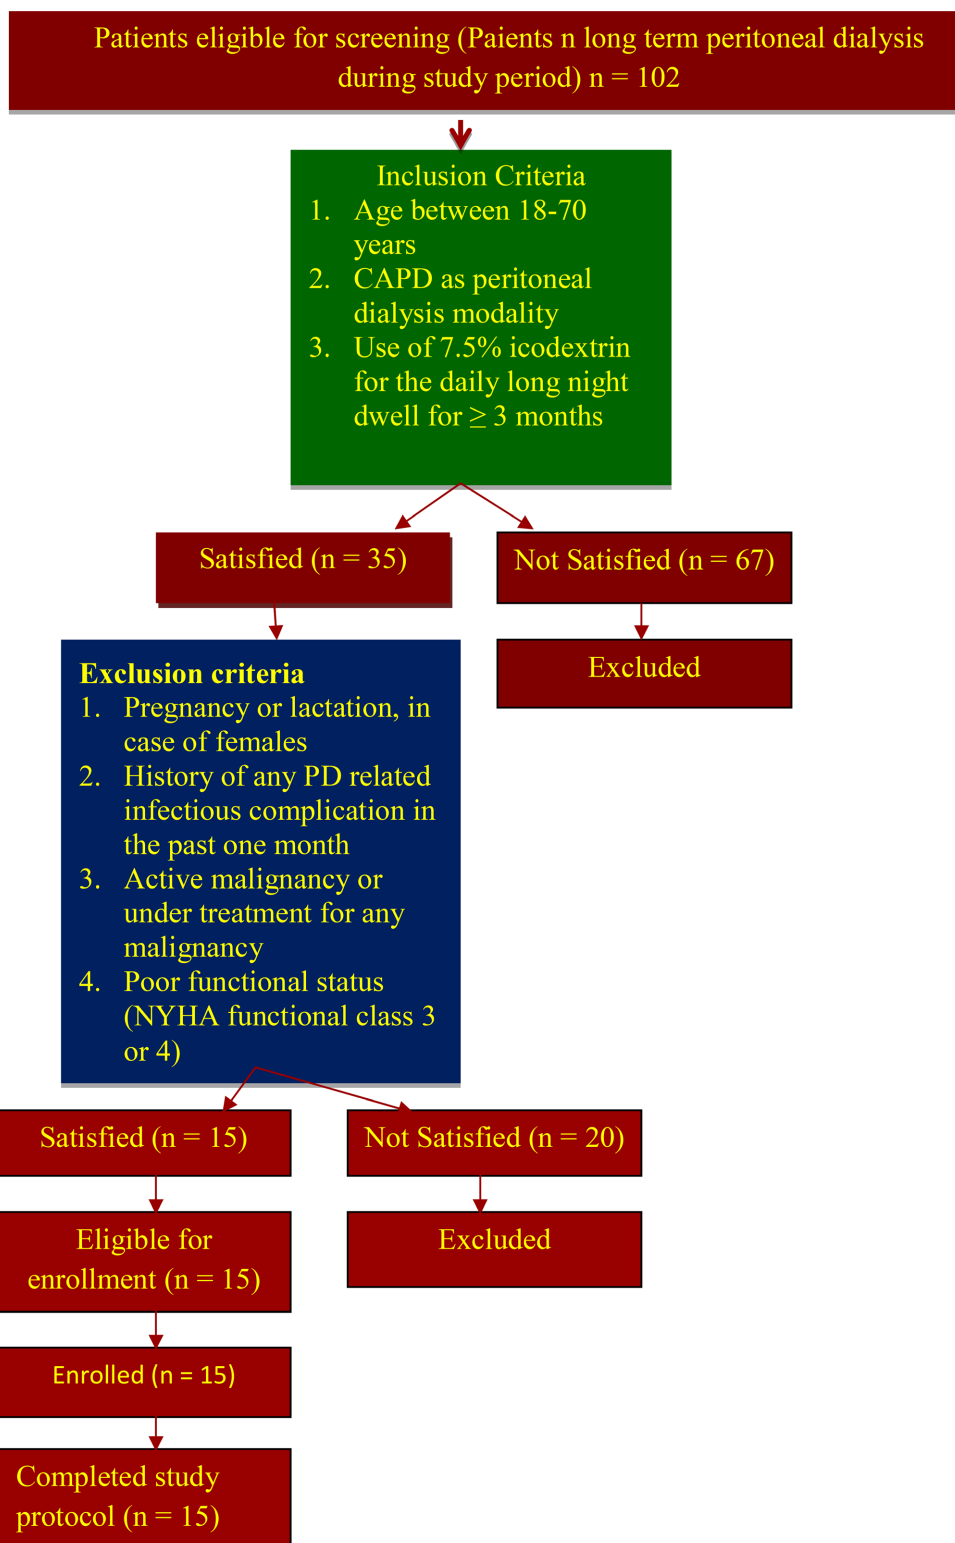 Patients eligible for screening (Paients n long term peritoneal dialysis
during study period) n = 102
Inclusion Criteria
1. Age between 18-70
years
2. CAPD as peritoneal
dialysis modality
3. Use of 7.5% icodextrin
for the daily long night
dwell for ≥ 3 months
Satisfied (n = 35)
Not Satisfied (n = 67)
Excluded
Exclusion criteria
1. Pregnancy or lactation, in
case of females
2. History of any PD related
infectious complication in
the past one month
3. Active malignancy or
under treatment for any
malignancy
4. Poor functional status
(NYHA functional class 3
or 4)
Satisfied (n = 15)
Not Satisfied (n = 20)
Eligible for
enrollment (n = 15)
Excluded
Enrolled (n = 15)
Completed study
protocol (n = 15)